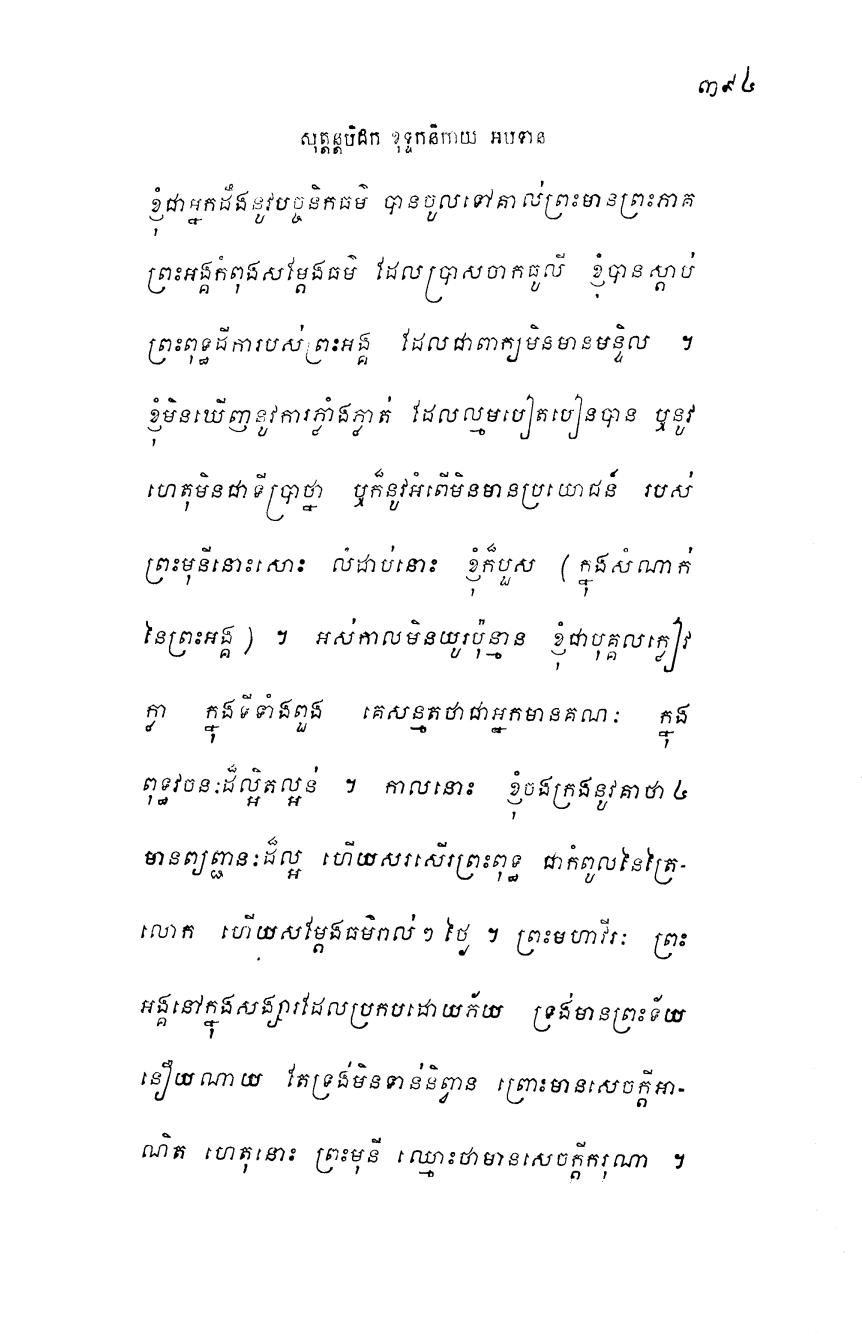 ៣៩៤
សុត្តន្តបិដក ខុទ្ទកនិកាយ អបទាន
ខ្ញុំជាអ្នកដឹងនូវបច្ចនិកធម៌ បានចូលទៅគាល់ព្រះមានព្រះភាគ
ព្រះអង្គកំពុងសម្តែងធម៌ ដែលប្រាសចាកធូលី ខ្ញុំបានស្តាប់
ព្រះពុទ្ធដីការបស់ព្រះអង្គ ដែលជាពាក្យមិនមានមន្ទិល ។
ខ្ញុំមិនឃើញនូវការភ្លាំងភ្លាត់ ដែលល្មមបៀតបៀនបាន ឬនូវ
ហេតុមិនជាទីប្រាថ្នា ឬក៏នូវអំពើមិនមានប្រយោជន៍ របស់
ព្រះមុនីនោះសោះ លំដាប់នោះ ខ្ញុំក៏បួស (ក្នុងសំណាក់
នៃព្រះអង្គ) ។ អស់កាលមិនយូរប៉ុន្មាន ខ្ញុំជាបុគ្គលក្លៀវ
ក្លា ក្នុងទីទាំងពួង គេសន្មតថាជាអ្នកមានគណៈ ក្នុង
ពុទ្ធវចនៈដ៏ល្អិតល្អន់ ។ កាលនោះ ខ្ញុំចងក្រងនូវគាថា ៤
មានព្យញ្ជនៈដ៏ល្អ ហើយសរសើរព្រះពុទ្ធ ជាកំពូលនៃត្រៃ-
លោក ហើយសម្តែងធម៌រាល់ៗ ថ្ងៃ ។ ព្រះមហាវីរៈ ព្រះ
អង្គនៅក្នុងសង្សារដែលប្រកបដោយភ័យ ទ្រង់មានព្រះទ័យ
នឿយណាយ តែទ្រង់មិនទាន់និព្វាន ព្រោះមានសេចក្តីអា-
ណិត ហេតុនោះ ព្រះមុនី ឈ្មោះថាមានសេចក្តីករុណា ។